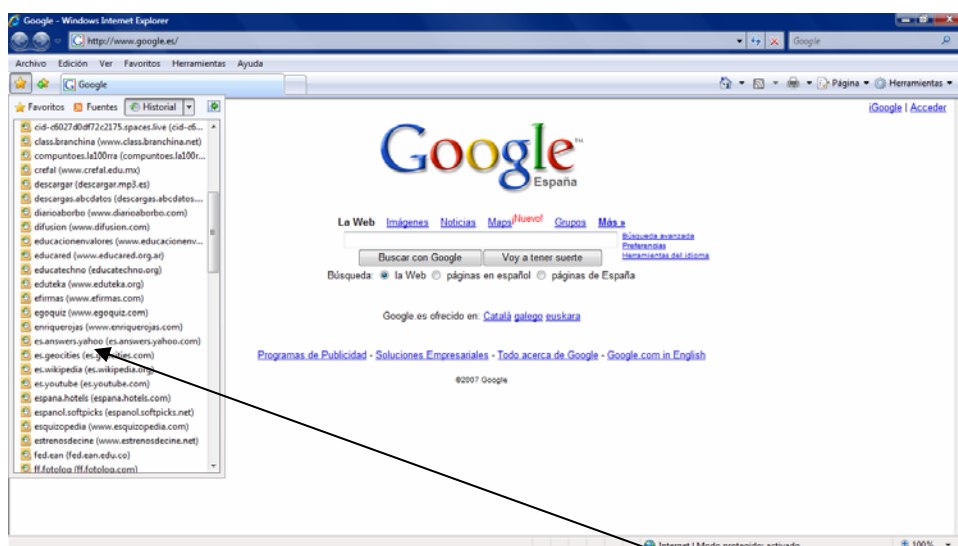 Google - Windows Internet Explorer
http://www.google.es/
Google
Archivo Edición Ver Favoritos Herramientas Ayuda
Google
Página Herramientas
Favoritos Fuentes Historial
iGoogle | Acceder
cid-c6027d0df72c2175.spaces.live (cid-c6...
class.branchina (www.class.branchina.net)
compuntoes.la100rra (compuntoes.la100r...
crefal (www.crefal.edu.mx)
descargar (descargar.mp3.es)
descargas.abcdatos (descargas.abcdatos....
diarioaborbo (www.diarioaborbo.com)
difusion (www.difusion.com)
educacionenvalores (www.educacionenv...
educared (www.educared.org.ar)
educatechno (educatechno.org)
eduteka (www.eduteka.org)
efirmas (www.efirmas.com)
egoquiz (www.egoquiz.com)
enriquerojas (www.enriquerojas.com)
es.answers.yahoo (es.answers.yahoo.com)
es.geocities (es.geocities.com)
es.wikipedia (es.wikipedia.org)
es.youtube (es.youtube.com)
espana.hotels (espana.hotels.com)
espanol.softpicks (espanol.softpicks.net)
esquizopedia (www.esquizopedia.com)
estrenosdecine (www.estrenosdecine.net)
fed.ean (fed.ean.edu.co)
ff.fotolog (ff.fotolog.com)
Google™
España
La Web Imágenes Noticias Maps ¡Nuevo! Grupos Más »
Búsqueda avanzada
Preferencias
Herramientas del idioma
Buscar con Google Voy a tener suerte
Búsqueda: la Web páginas en español páginas de España
Google.es ofrecido en: Català galego euskara
Programas de Publicidad - Soluciones Empresariales - Todo acerca de Google - Google.com in English
©2007 Google
Internet | Modo protegido: activado
100%